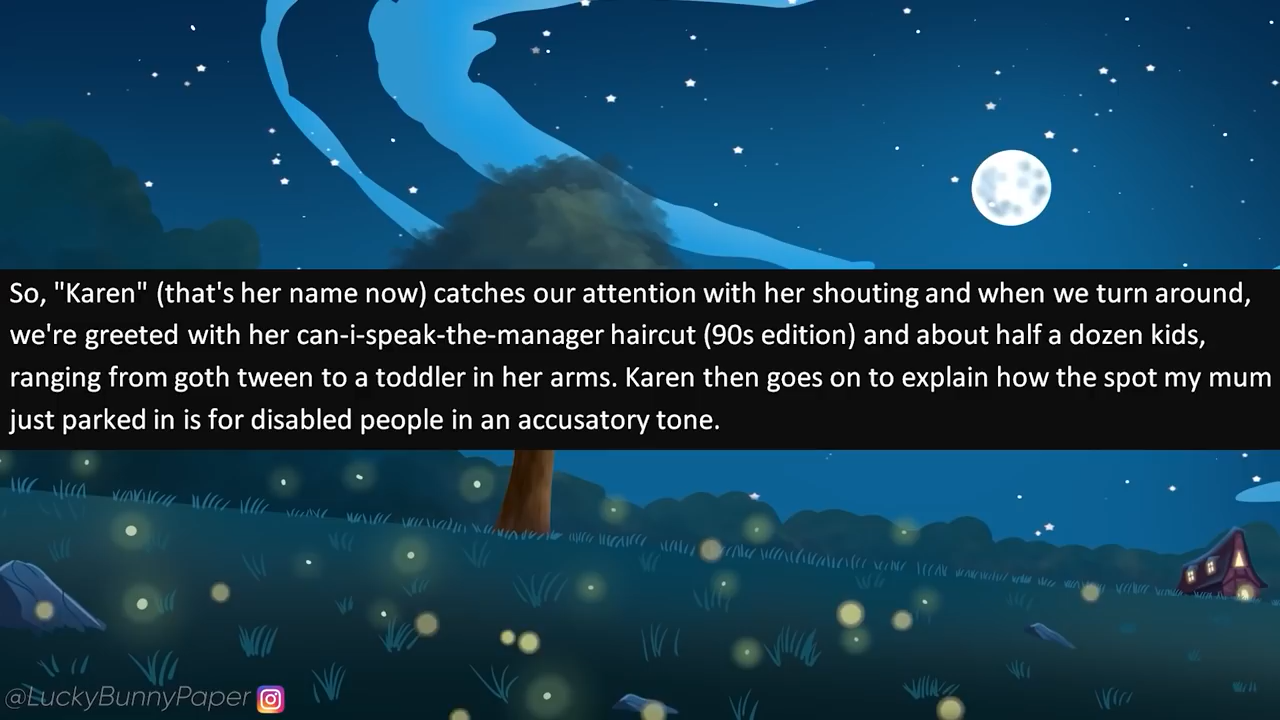 So, "Karen" (that's her name now) catches our attention with her shouting and when we turn around,
we're greeted with her can-i-speak-the-manager haircut (90s edition) and about half a dozen kids,
ranging from goth tween to a toddler in her arms. Karen then goes on to explain how the spot my mum
just parked in is for disabled people in an accusatory tone.
@LuckyBunnyPaper